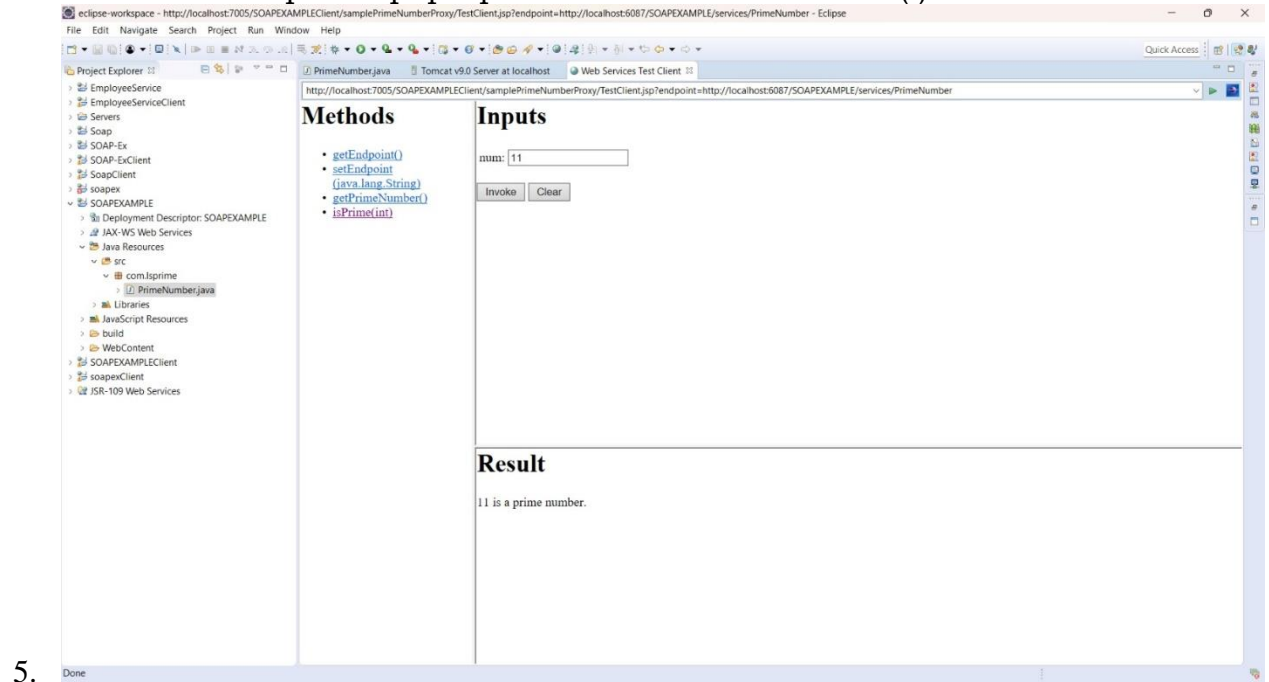 eclipse-workspace - http://localhost:7005/SOAPEXAMPLEClient/samplePrimeNumberProxy/TestClient.jsp?endpoint=http://localhost:6087/SOAPEXAMPLE/services/PrimeNumber - Eclipse
File Edit Navigate Search Project Run Window Help
Quick Access
Project Explorer
PrimeNumber.java
Tomcat v9.0 Server at localhost
Web Services Test Client
http://localhost:7005/SOAPEXAMPLEClient/samplePrimeNumberProxy/TestClient.jsp?endpoint=http://localhost:6087/SOAPEXAMPLE/services/PrimeNumber
EmployeeService
EmployeeServiceClient
Servers
Soap
SOAP-Ex
SOAP-ExClient
SoapClient
soapex
SOAPEXAMPLE
Deployment Descriptor: SOAPEXAMPLE
JAX-WS Web Services
Java Resources
src
com.Isprime
PrimeNumber.java
Libraries
JavaScript Resources
build
WebContent
SOAPEXAMPLEClient
soapexClient
JSR-109 Web Services
Methods
• getEndpoint()
• setEndpoint
(java.lang.String)
• getPrimeNumber()
• isPrime(int)
Inputs
num: 11
Invoke Clear
Result
11 is a prime number.
5.
Done